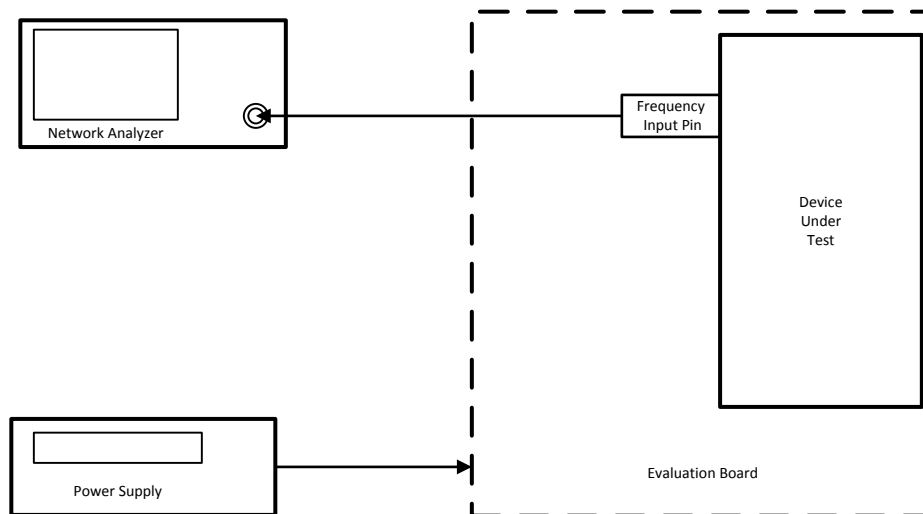 Network Analyzer
Frequency
Input Pin
Device
Under
Test
Power Supply
Evaluation Board